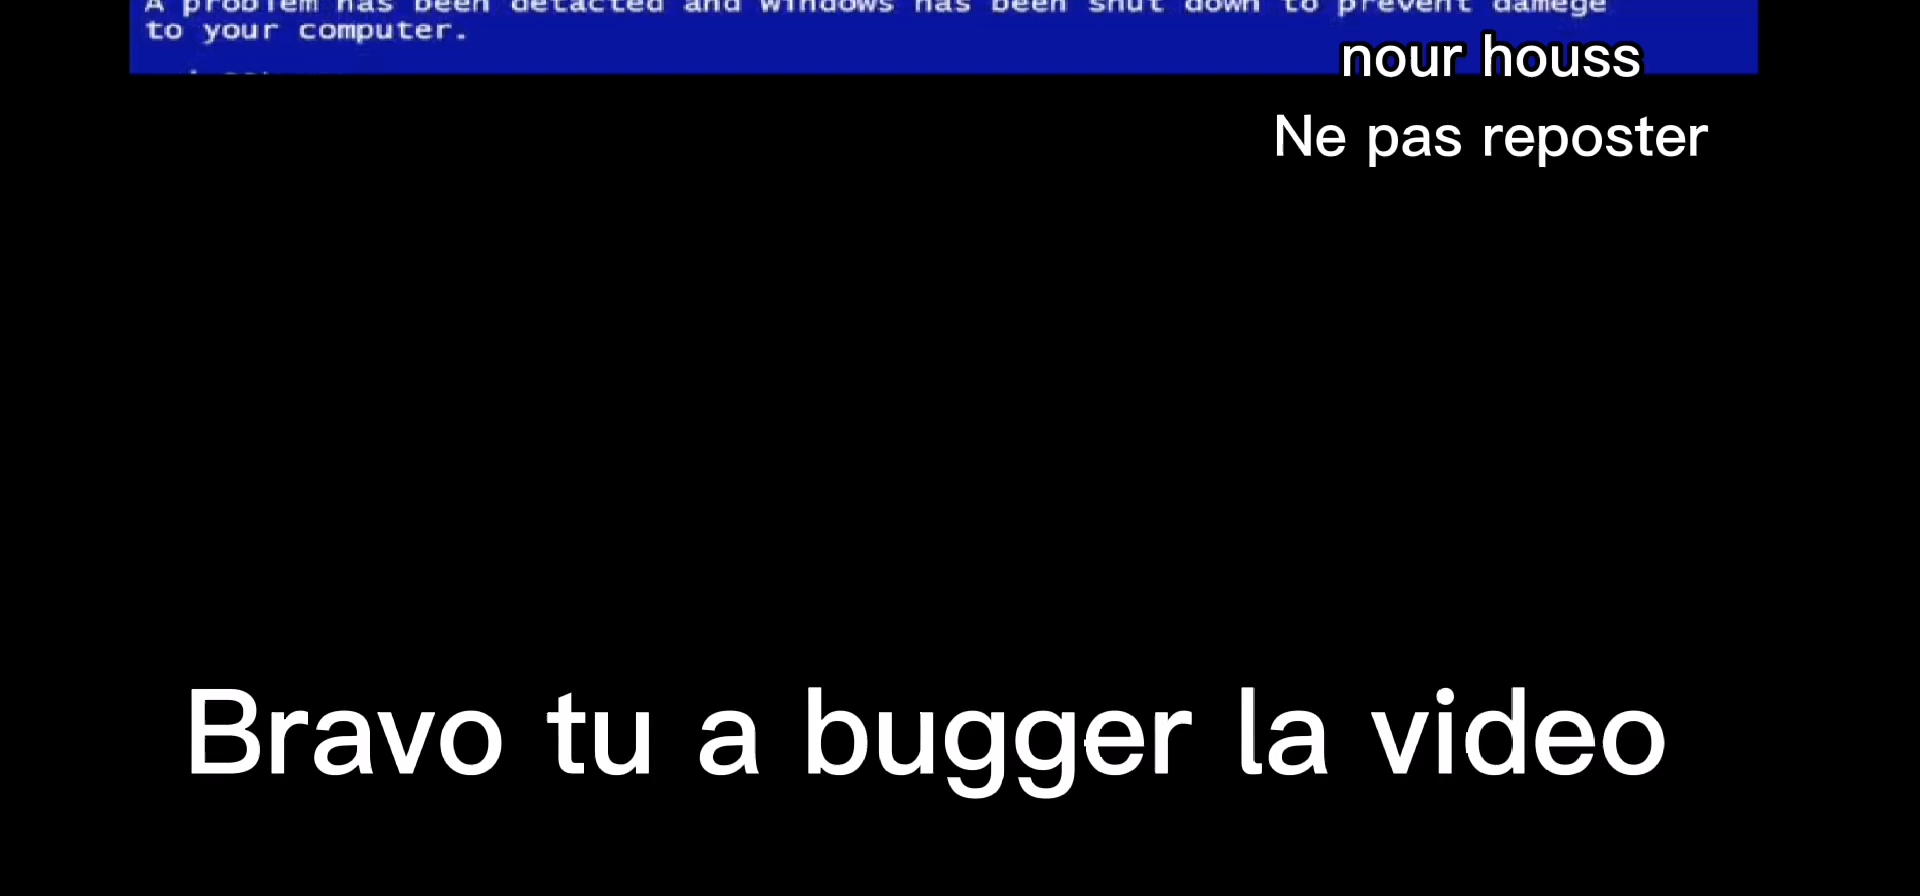 A problem has been detacted and Windows has been shut down to prevent damege
to your computer.
nour houss
Ne pas reposter
Bravo tu a bugger la video